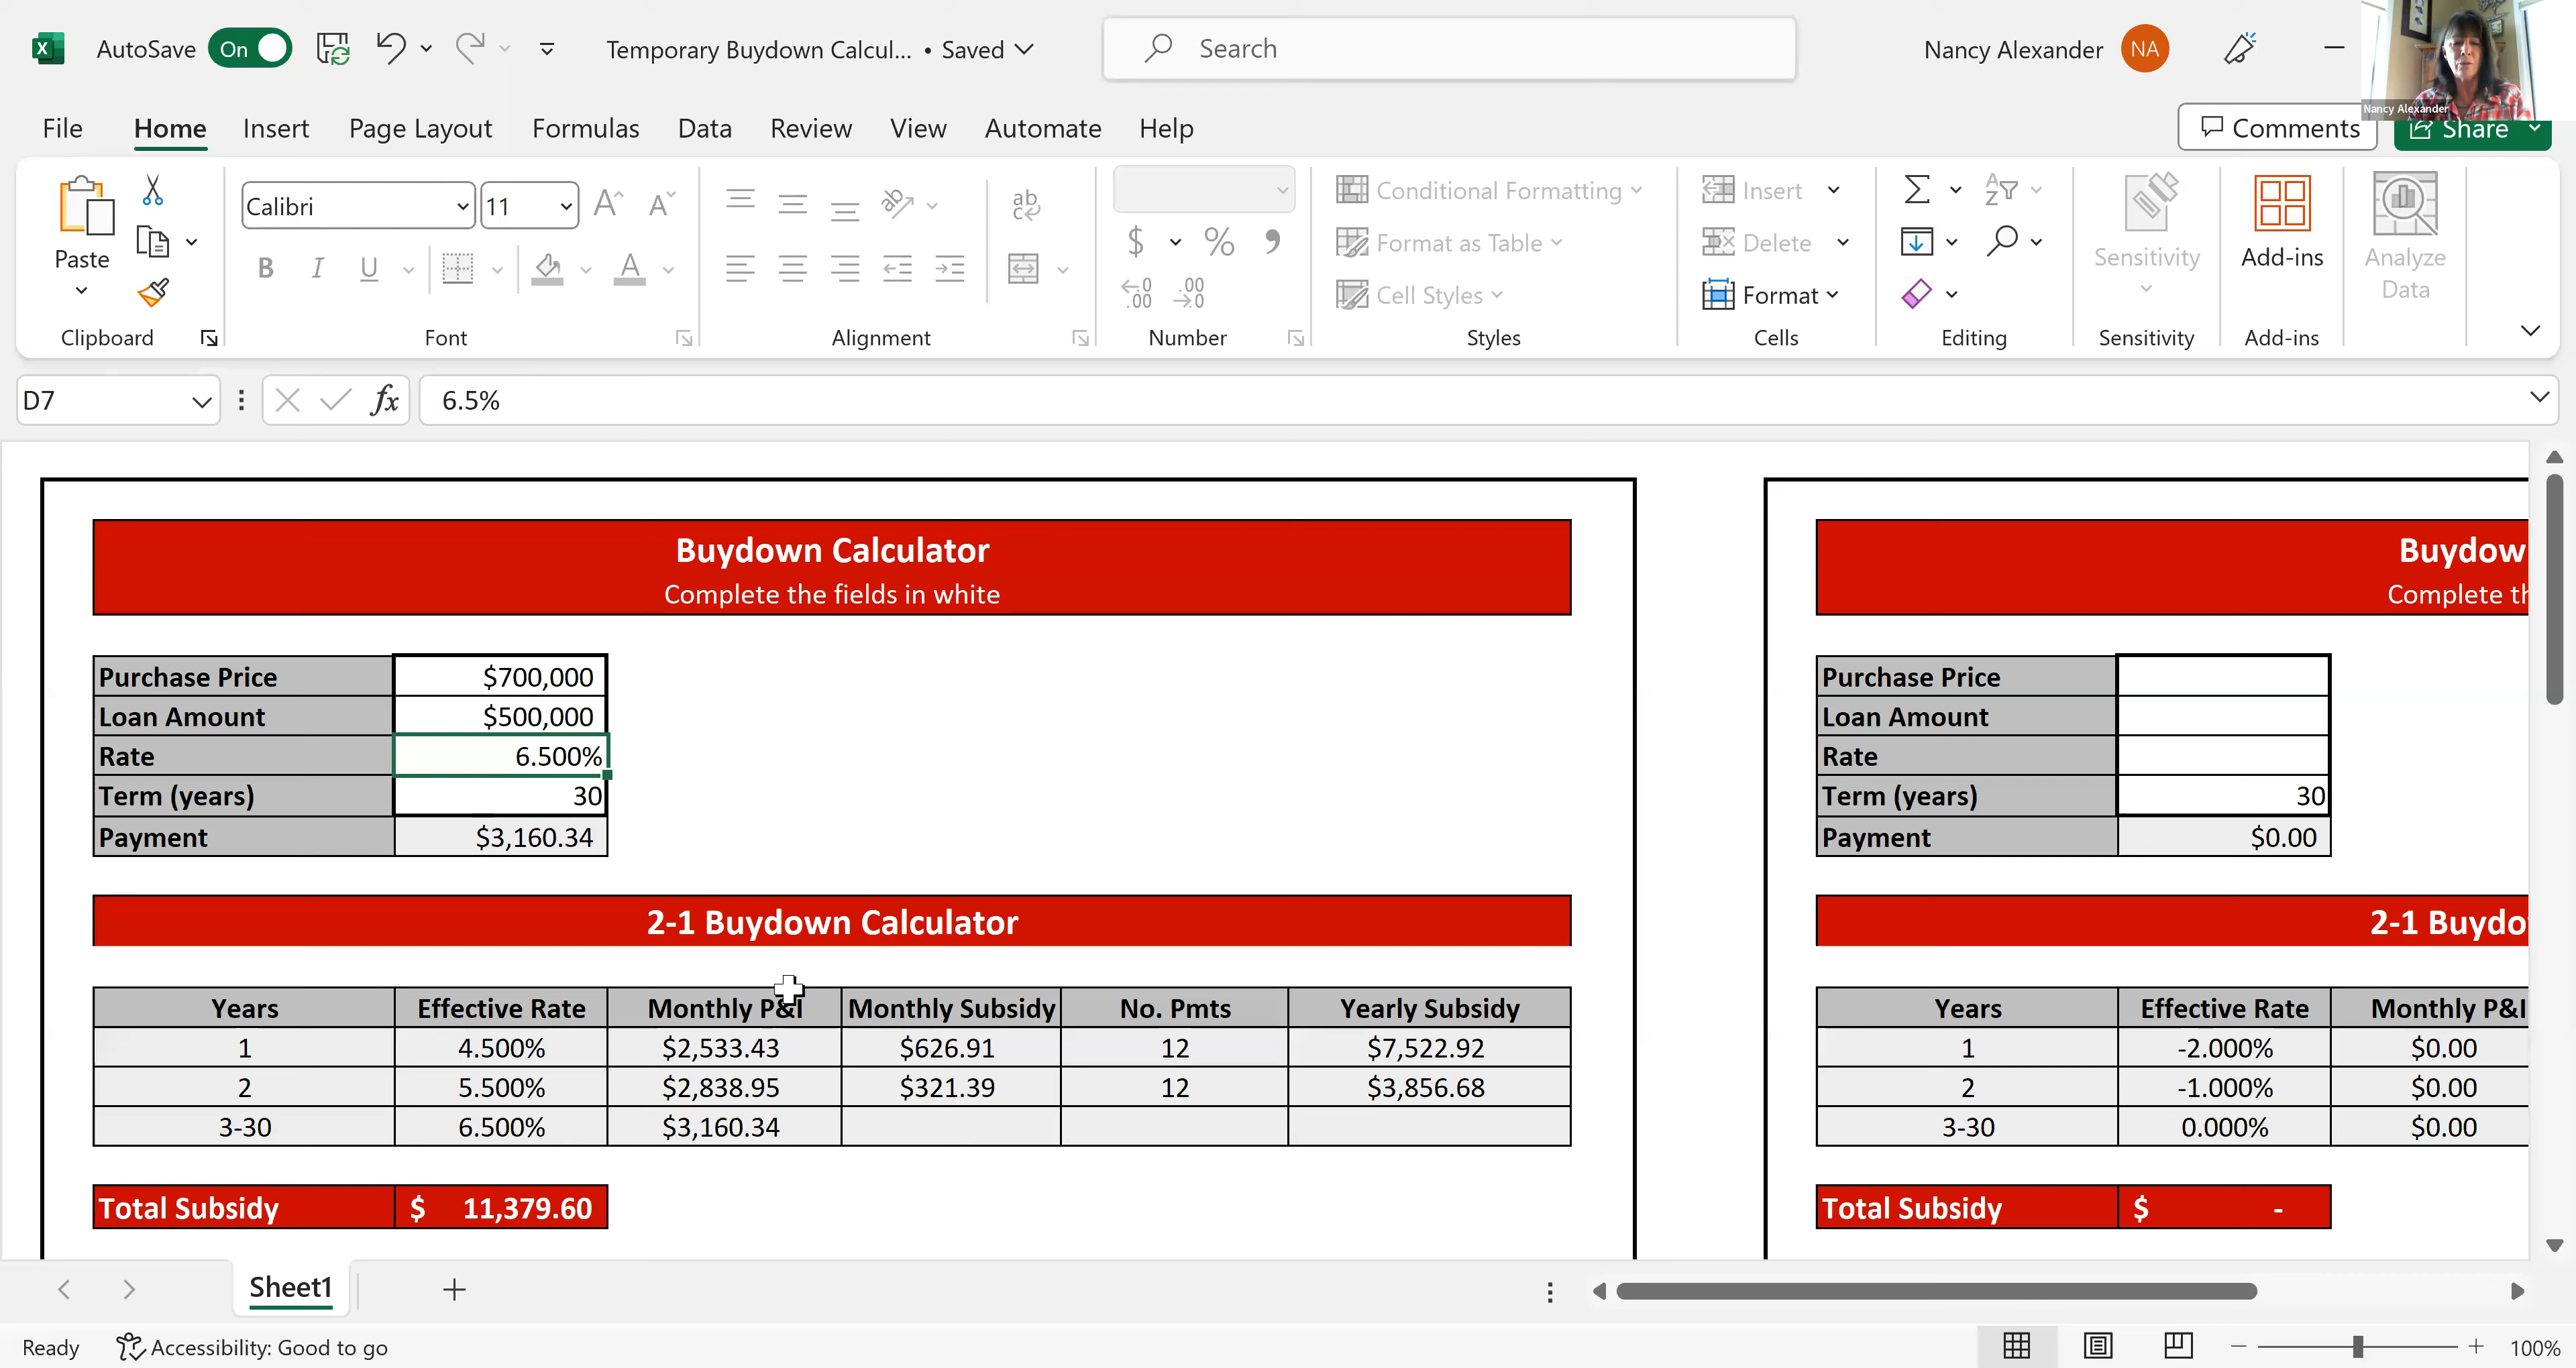 AutoSave On Temporary Buydown Calcul... • Saved Search Nancy Alexander NA
Nancy Alexander
File Home Insert Page Layout Formulas Data Review View Automate Help Comments Share
Paste Calibri 11 Conditional Formatting Insert Sensitivity Add-ins Analyze Data
B I U $ % Format as Table Delete
Cell Styles Format
Clipboard Font Alignment Number Styles Cells Editing Sensitivity Add-ins
D7 fx 6.5%
Buydown Calculator Buydow
Complete the fields in white Complete th
Purchase Price $700,000 Purchase Price
Loan Amount $500,000 Loan Amount
Rate 6.500% Rate
Term (years) 30 Term (years) 30
Payment $3,160.34 Payment $0.00
2-1 Buydown Calculator 2-1 Buydo
Years Effective Rate Monthly P&I Monthly Subsidy No. Pmts Yearly Subsidy Years Effective Rate Monthly P&I
1 4.500% $2,533.43 $626.91 12 $7,522.92 1 -2.000% $0.00
2 5.500% $2,838.95 $321.39 12 $3,856.68 2 -1.000% $0.00
3-30 6.500% $3,160.34 3-30 0.000% $0.00
Total Subsidy $ 11,379.60 Total Subsidy $ -
Sheet1
Ready Accessibility: Good to go 100%